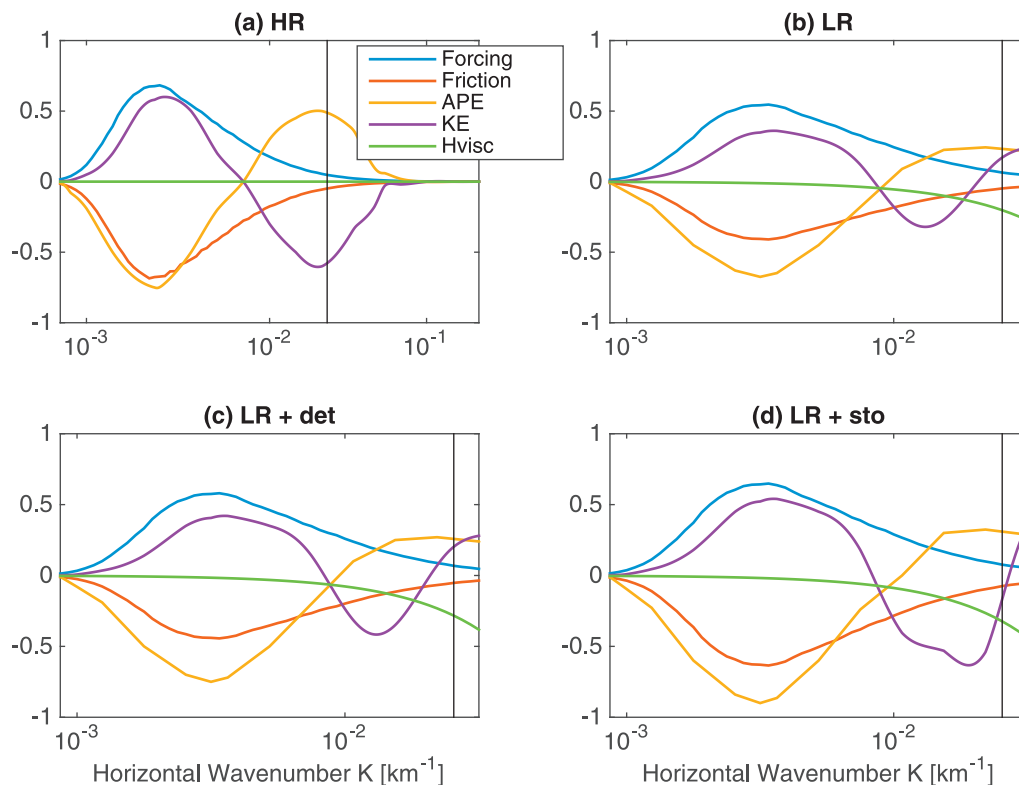 (a) HR
(b) LR
1
0.5
0
-0.5
-1
10⁻³
10⁻²
10⁻¹
Forcing
Friction
APE
KE
Hvisc
1
0.5
0
-0.5
-1
10⁻³
10⁻²
(c) LR + det
(d) LR + sto
1
0.5
0
-0.5
-1
10⁻³
10⁻²
Horizontal Wavenumber K [km⁻¹]
1
0.5
0
-0.5
-1
10⁻³
10⁻²
Horizontal Wavenumber K [km⁻¹]